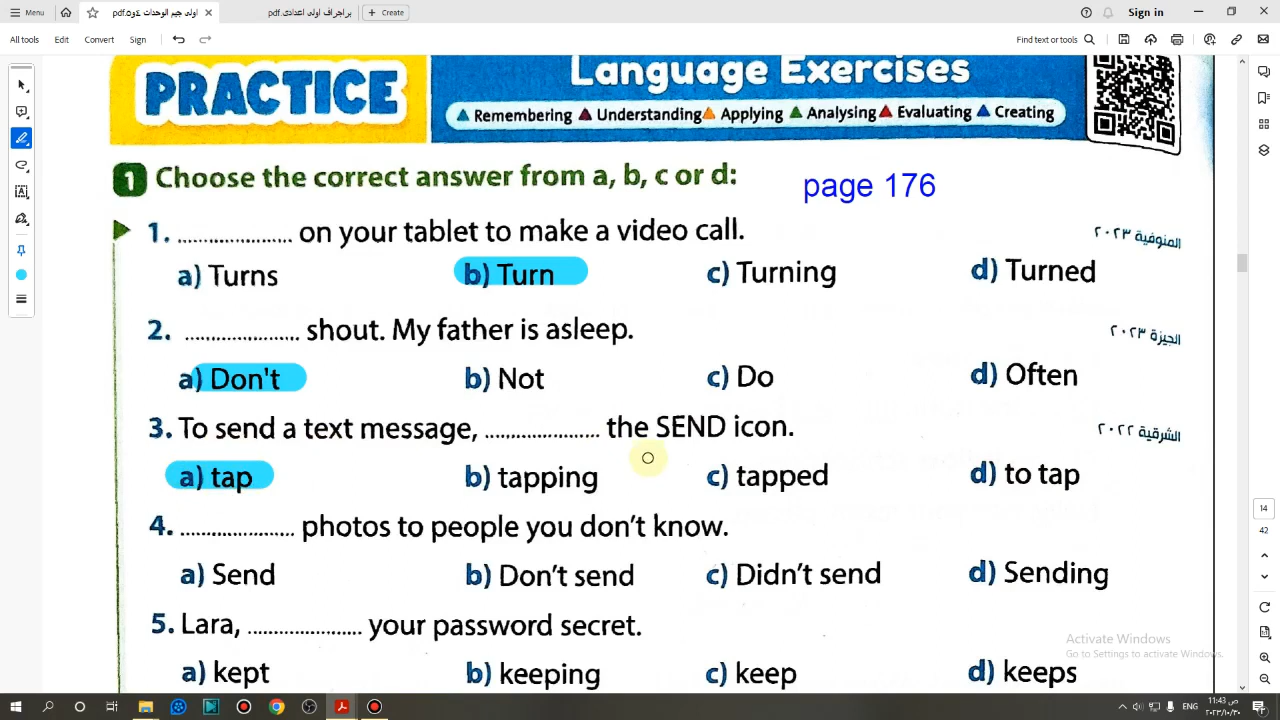 Menu
اولى جيم الوحدات ٤و٥.pdf
براجراف اولى اعدادى.pdf
+ Create
Sign in
All tools Edit Convert Sign
Find text or tools
PRACTICE
Language Exercises
Remembering Understanding Applying Analysing Evaluating Creating
1 Choose the correct answer from a, b, c or d:
page 176
1. .................... on your tablet to make a video call.
المنوفية ٢٠٢٣
a) Turns b) Turn c) Turning d) Turned
2. .................... shout. My father is asleep.
الجيزة ٢٠٢٣
a) Don't b) Not c) Do d) Often
3. To send a text message, .................... the SEND icon.
الشرقية ٢٠٢٢
a) tap b) tapping c) tapped d) to tap
4. .................... photos to people you don't know.
a) Send b) Don't send c) Didn't send d) Sending
5. Lara, .................... your password secret.
a) kept b) keeping c) keep d) keeps
14
42
Activate Windows
Go to Settings to activate Windows.
ENG
11:43 ص
٢٠٢٣/١٠/٣٠